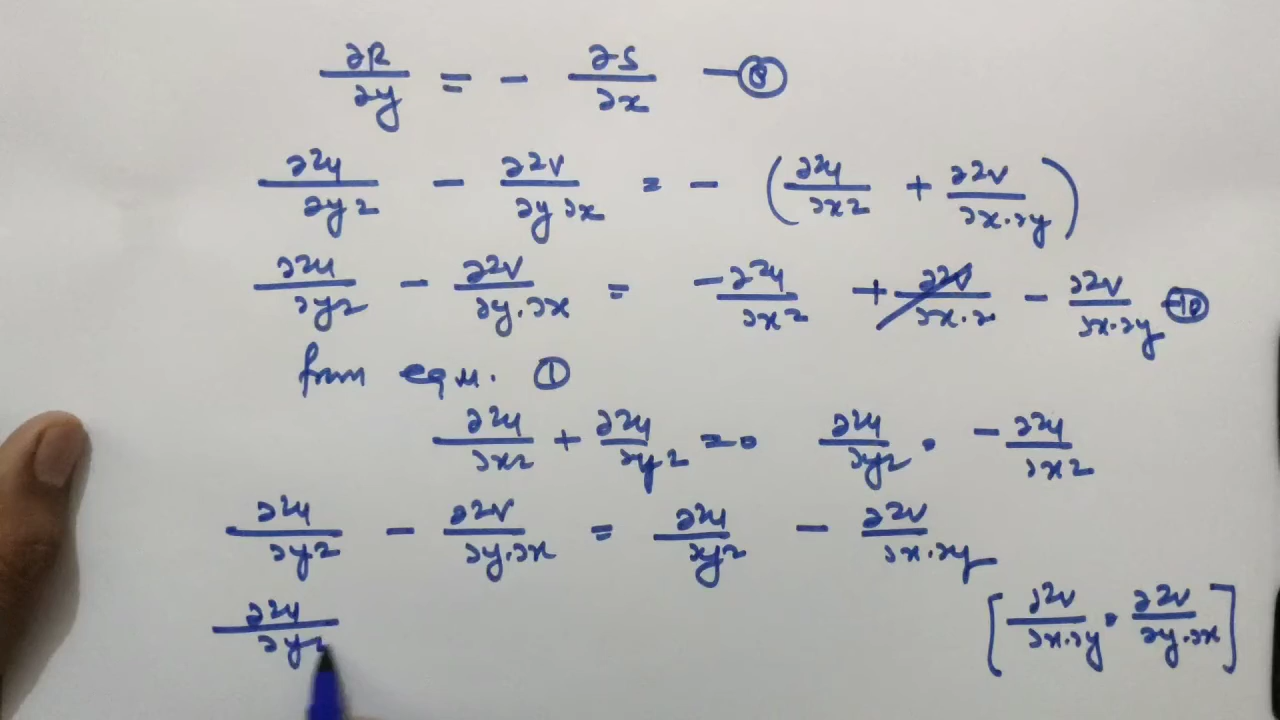 ∂R/∂y = - ∂S/∂x —⑧
∂²u/∂y² - ∂²v/∂y ∂x = - (∂²u/∂x² + ∂²v/∂x·∂y)
∂²u/∂y² - ∂²v/∂y·∂x = -∂²u/∂x² + - ∂²v/∂x·∂y —⑩
from eqn. ①
∂²u/∂x² + ∂²u/∂y² = 0 ∂²u/∂y² = -∂²u/∂x²
∂²u/∂y² - ∂²v/∂y·∂x = ∂²u/∂y² - ∂²v/∂x·∂y
∂²u/∂y² [∂²v/∂x·∂y = ∂²v/∂y·∂x]